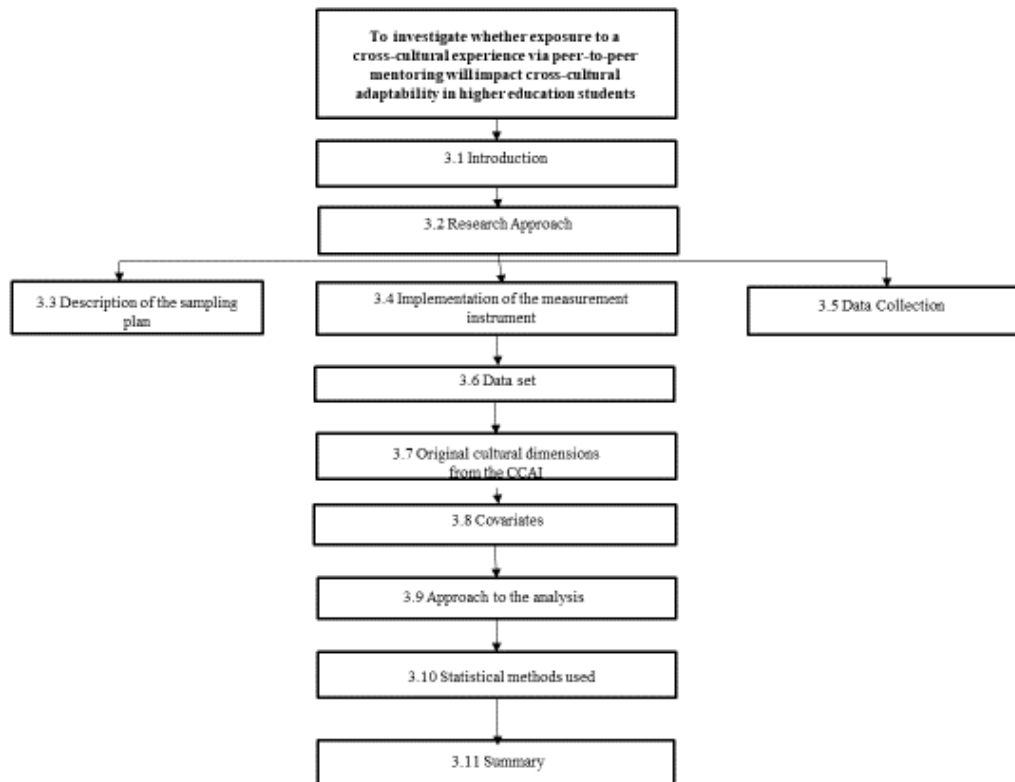 To investigate whether exposure to a
cross-cultural experience via peer-to-peer
mentoring will impact cross-cultural
adaptability in higher education students
3.1 Introduction
3.2 Research Approach
3.3 Description of the sampling
plan
3.4 Implementation of the measurement
instrument
3.5 Data Collection
3.6 Data set
3.7 Original cultural dimensions
from the CCAI
3.8 Covariates
3.9 Approach to the analysis
3.10 Statistical methods used
3.11 Summary